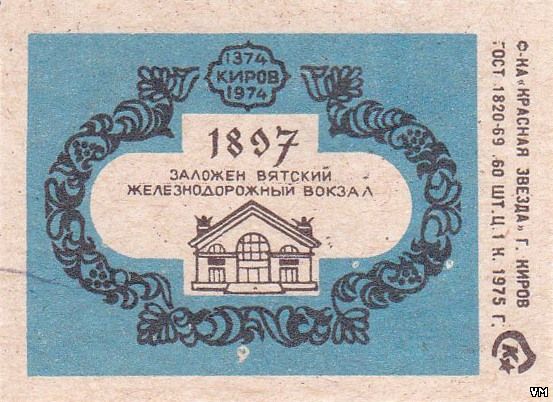 1374
КИРОВ
1974
1897
ЗАЛОЖЕН ВЯТСКИЙ
ЖЕЛЕЗНОДОРОЖНЫЙ ВОКЗАЛ
Ф-КА «КРАСНАЯ ЗВЕЗДА» Г. КИРОВ
ГОСТ 1820-69 60 ШТ. Ц. 1 К. 1975 Г.
К
VM